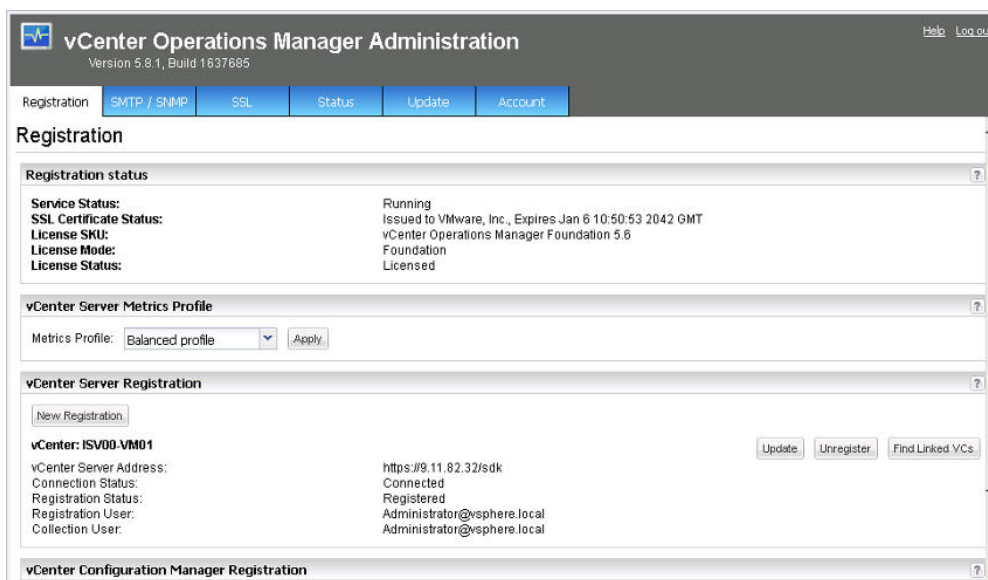 vCenter Operations Manager Administration
Help Log ou
Version 5.8.1, Build 1637685
Registration SMTP / SNMP SSL Status Update Account
Registration
Registration status ?
Service Status: Running
SSL Certificate Status: Issued to VMware, Inc., Expires Jan 6 10:50:53 2042 GMT
License SKU: vCenter Operations Manager Foundation 5.6
License Mode: Foundation
License Status: Licensed
vCenter Server Metrics Profile ?
Metrics Profile: Balanced profile Apply
vCenter Server Registration ?
New Registration
vCenter: ISV00-VM01 Update Unregister Find Linked VCs
vCenter Server Address: https://9.11.82.32/sdk
Connection Status: Connected
Registration Status: Registered
Registration User: Administrator@vsphere.local
Collection User: Administrator@vsphere.local
vCenter Configuration Manager Registration ?